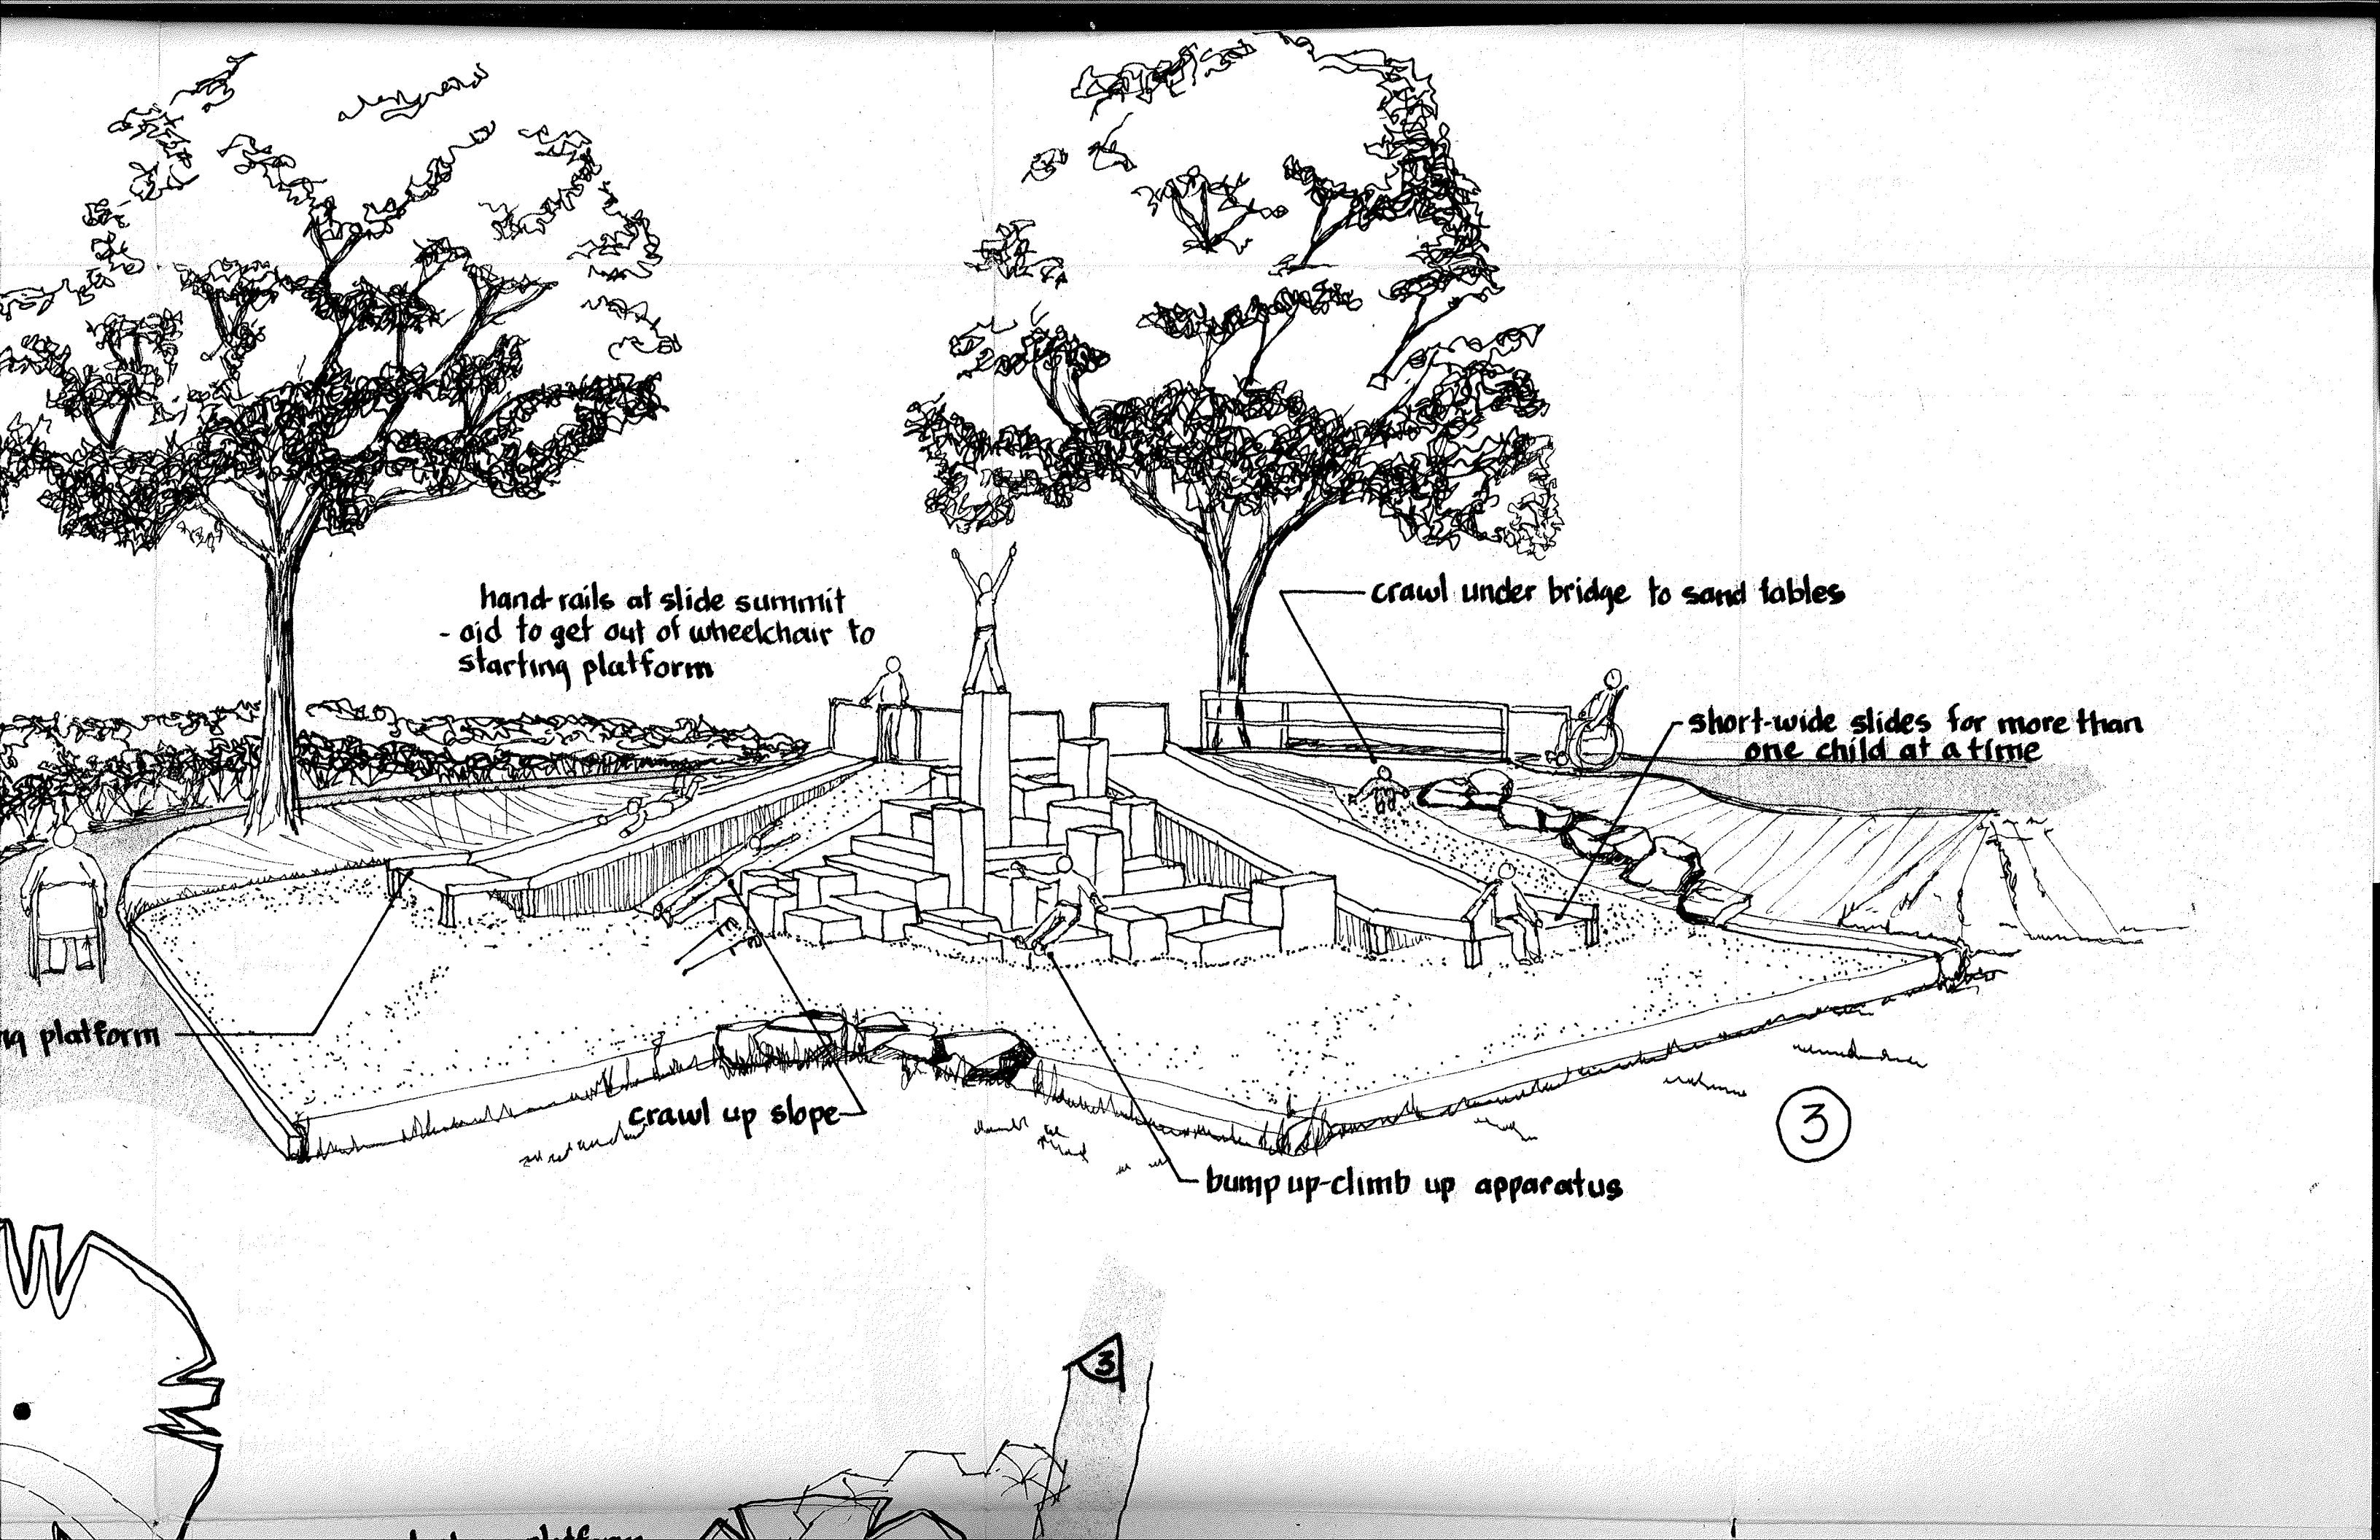 hand rails at slide summit
- aid to get out of wheelchair to
starting platform
crawl under bridge to sand tables
short-wide slides for more than
one child at a time
platform
crawl up slope
bump up-climb up apparatus
3
3